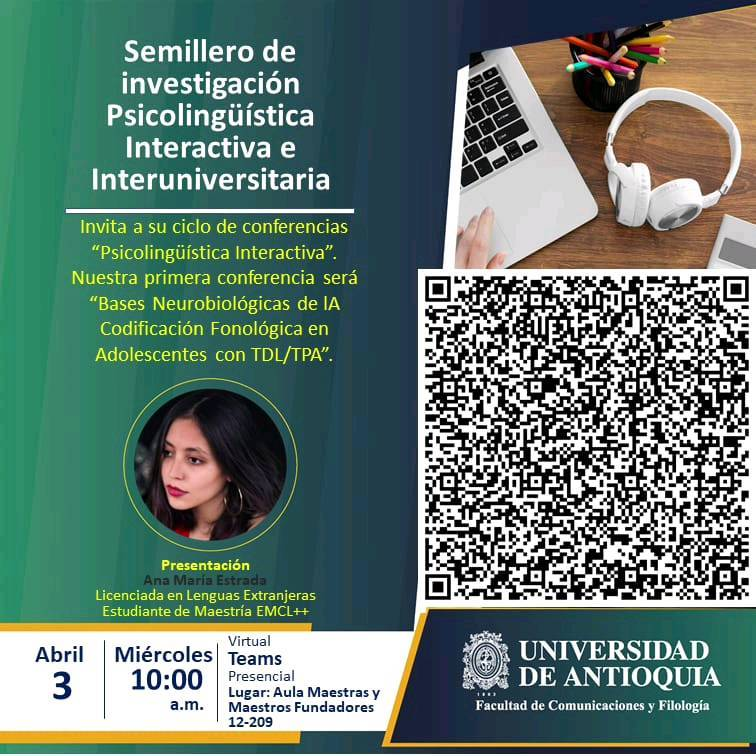 Semillero de
investigación
Psicolingüística
Interactiva e
Interuniversitaria
Invita a su ciclo de conferencias
“Psicolingüística Interactiva”.
Nuestra primera conferencia será
“Bases Neurobiológicas de lA
Codificación Fonológica en
Adolescentes con TDL/TPA”.
Presentación
Ana María Estrada
Licenciada en Lenguas Extranjeras
Estudiante de Maestría EMCL++
Abril
3
Miércoles
10:00
a.m.
Virtual
Teams
Presencial
Lugar: Aula Maestras y
Maestros Fundadores
12-209
UNIVERSIDAD
DE ANTIOQUIA
1803
Facultad de Comunicaciones y Filología